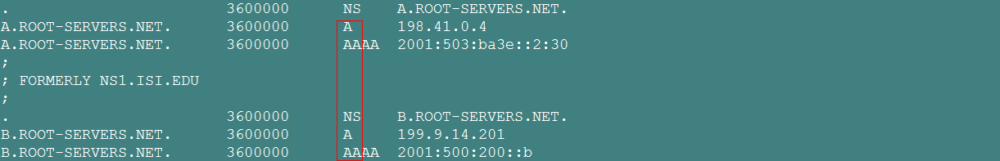 .                        3600000      NS    A.ROOT-SERVERS.NET.
A.ROOT-SERVERS.NET.      3600000      A     198.41.0.4
A.ROOT-SERVERS.NET.      3600000      AAAA  2001:503:ba3e::2:30
;
; FORMERLY NS1.ISI.EDU
;
.                        3600000      NS    B.ROOT-SERVERS.NET.
B.ROOT-SERVERS.NET.      3600000      A     199.9.14.201
B.ROOT-SERVERS.NET.      3600000      AAAA  2001:500:200::b